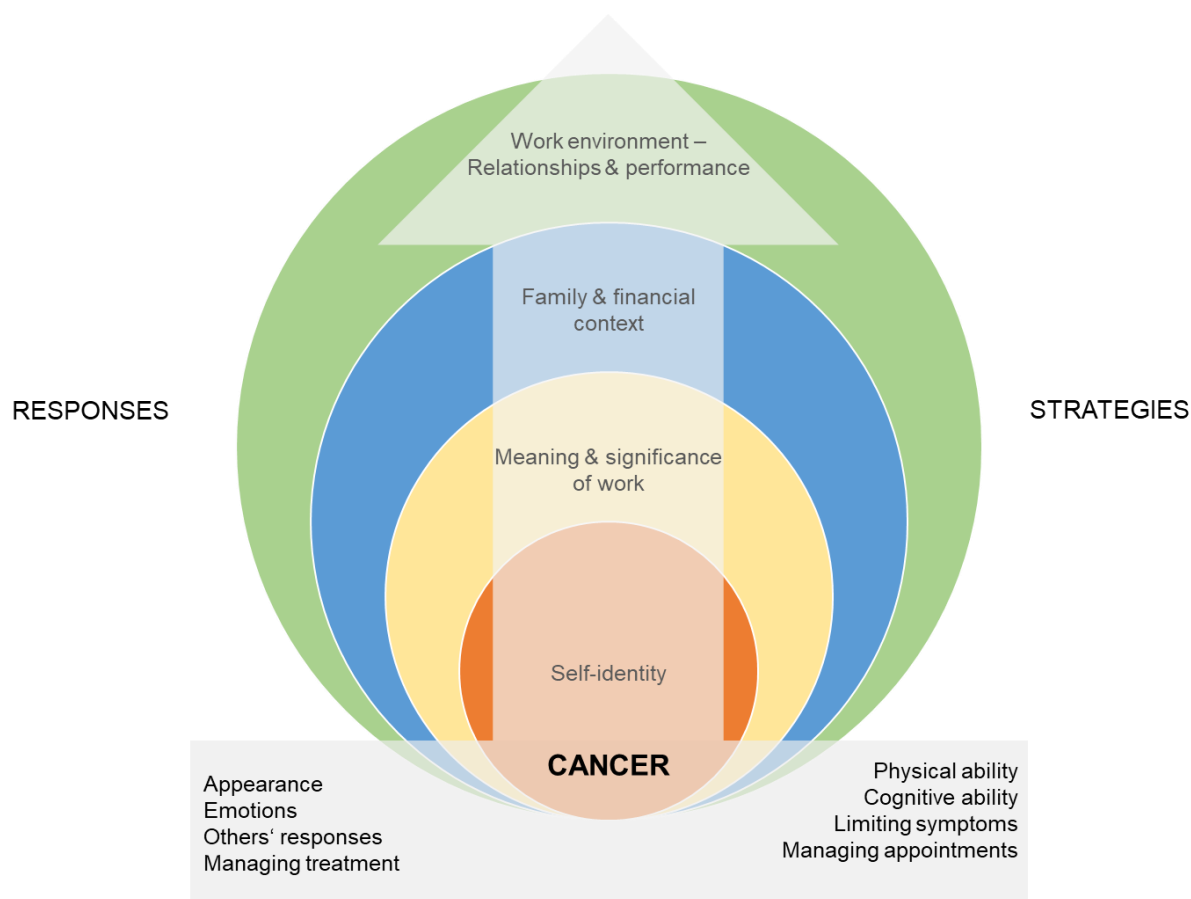 Work environment –
Relationships & performance
Family & financial
context
RESPONSES
STRATEGIES
Meaning & significance
of work
Self-identity
CANCER
Appearance
Emotions
Others‘ responses
Managing treatment
Physical ability
Cognitive ability
Limiting symptoms
Managing appointments